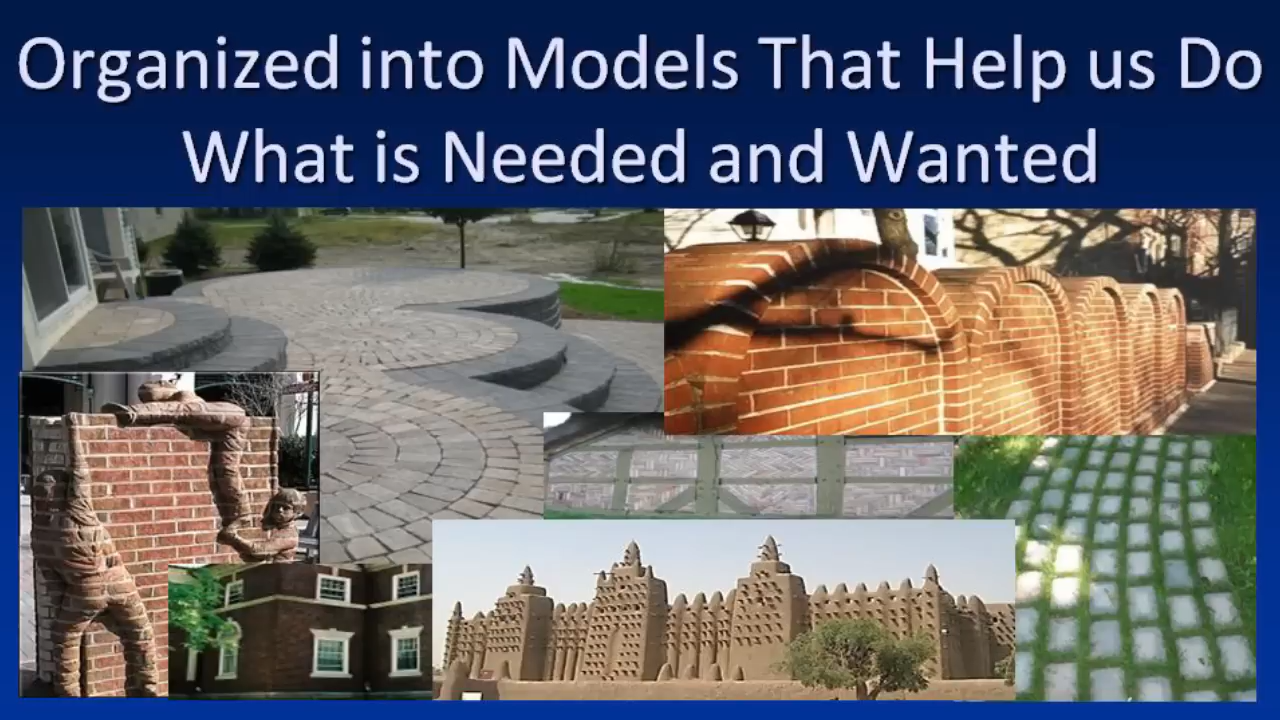 Organized into Models That Help us Do
What is Needed and Wanted